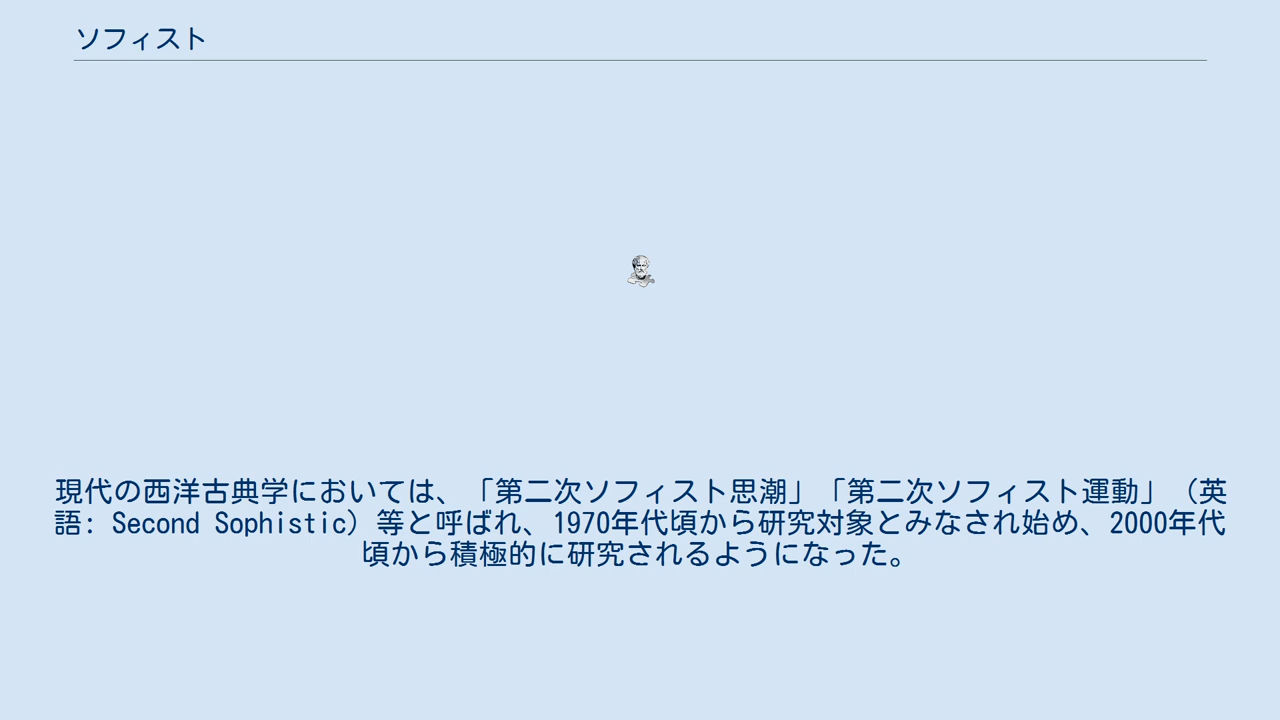 ソフィスト
現代の西洋古典学においては、「第二次ソフィスト思潮」「第二次ソフィスト運動」（英
語: Second Sophistic）等と呼ばれ、1970年代頃から研究対象とみなされ始め、2000年代
頃から積極的に研究されるようになった。